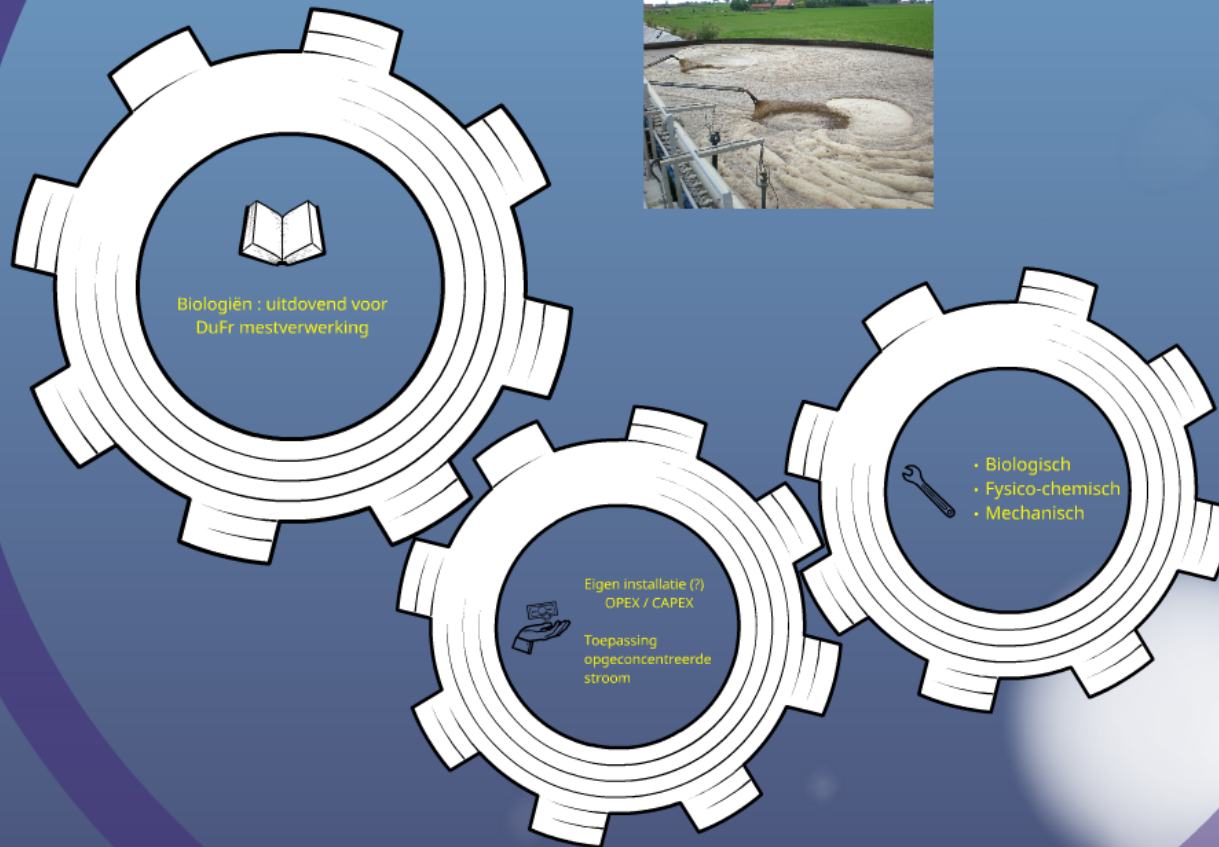 Biologiën : uitdovend voor
DuFr mestverwerking
Eigen installatie (?)
OPEX / CAPEX
Toepassing
opgeconcentreerde
stroom
• Biologisch
• Fysico-chemisch
• Mechanisch